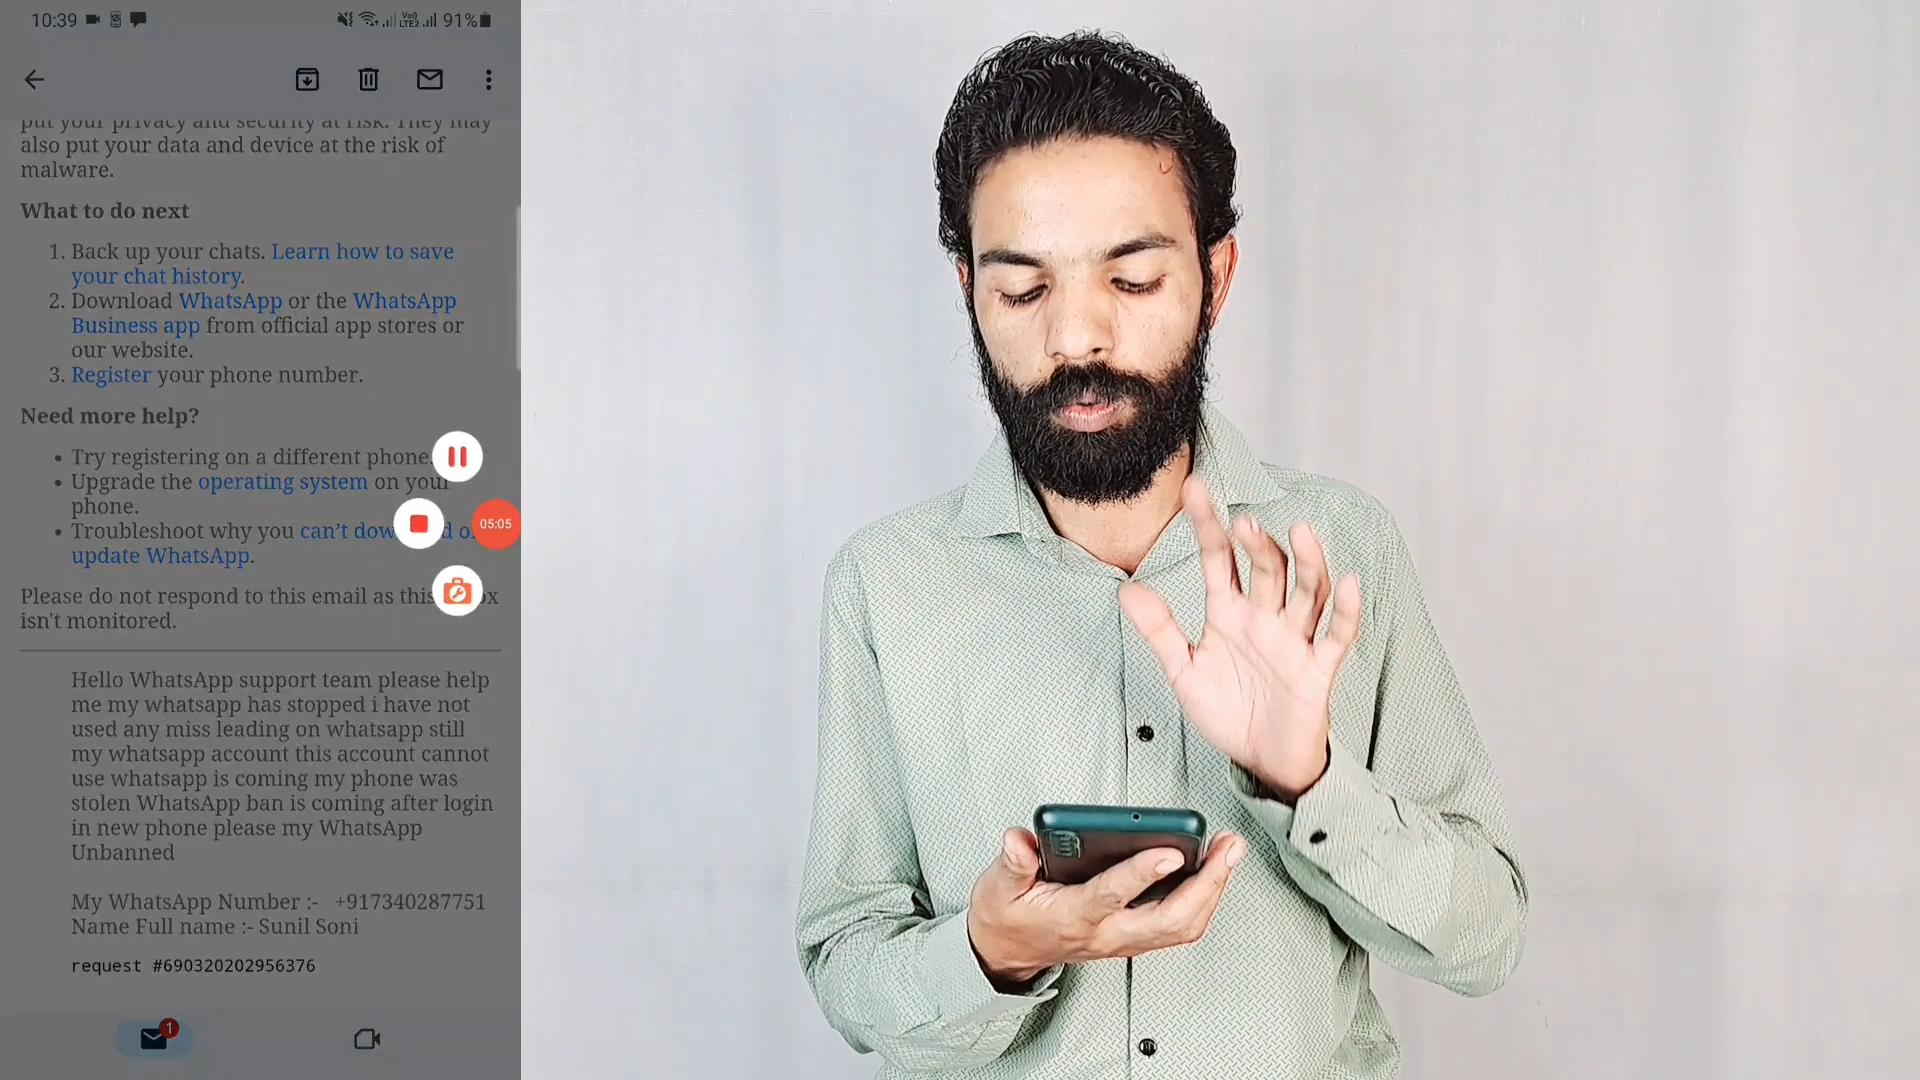 10:39
Vo))
LTE2
91%
put your privacy and security at risk. They may
also put your data and device at the risk of
malware.
What to do next
1. Back up your chats. Learn how to save
your chat history.
2. Download WhatsApp or the WhatsApp
Business app from official app stores or
our website.
3. Register your phone number.
Need more help?
• Try registering on a different phone.
• Upgrade the operating system on your
phone.
• Troubleshoot why you can't dow d o
update WhatsApp.
05:05
Please do not respond to this email as this ox
isn't monitored.
Hello WhatsApp support team please help
me my whatsapp has stopped i have not
used any miss leading on whatsapp still
my whatsapp account this account cannot
use whatsapp is coming my phone was
stolen WhatsApp ban is coming after login
in new phone please my WhatsApp
Unbanned
My WhatsApp Number :- +917340287751
Name Full name :- Sunil Soni
request #690320202956376
1